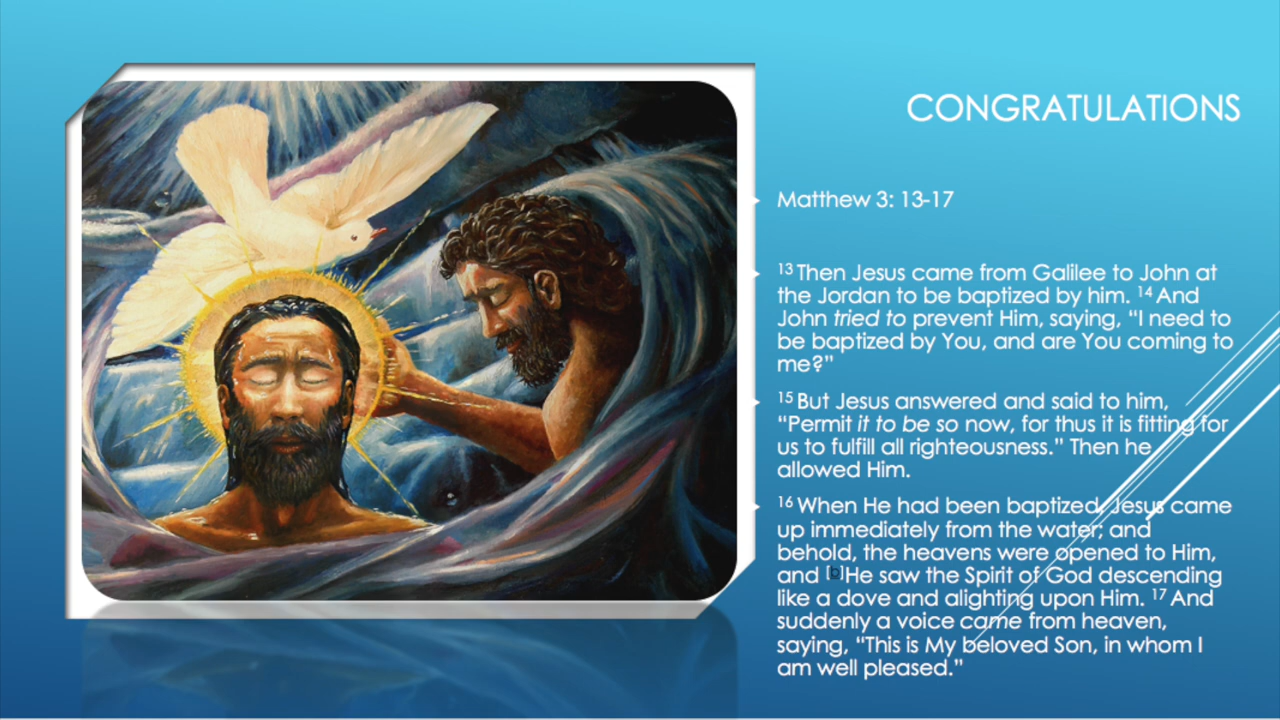 CONGRATULATIONS
Matthew 3: 13-17
13 Then Jesus came from Galilee to John at
the Jordan to be baptized by him. 14 And
John tried to prevent Him, saying, “I need to
be baptized by You, and are You coming to
me?”
15 But Jesus answered and said to him,
“Permit it to be so now, for thus it is fitting for
us to fulfill all righteousness.” Then he
allowed Him.
16 When He had been baptized, Jesus came
up immediately from the water; and
behold, the heavens were opened to Him,
and [b]He saw the Spirit of God descending
like a dove and alighting upon Him. 17 And
suddenly a voice came from heaven,
saying, “This is My beloved Son, in whom I
am well pleased.”